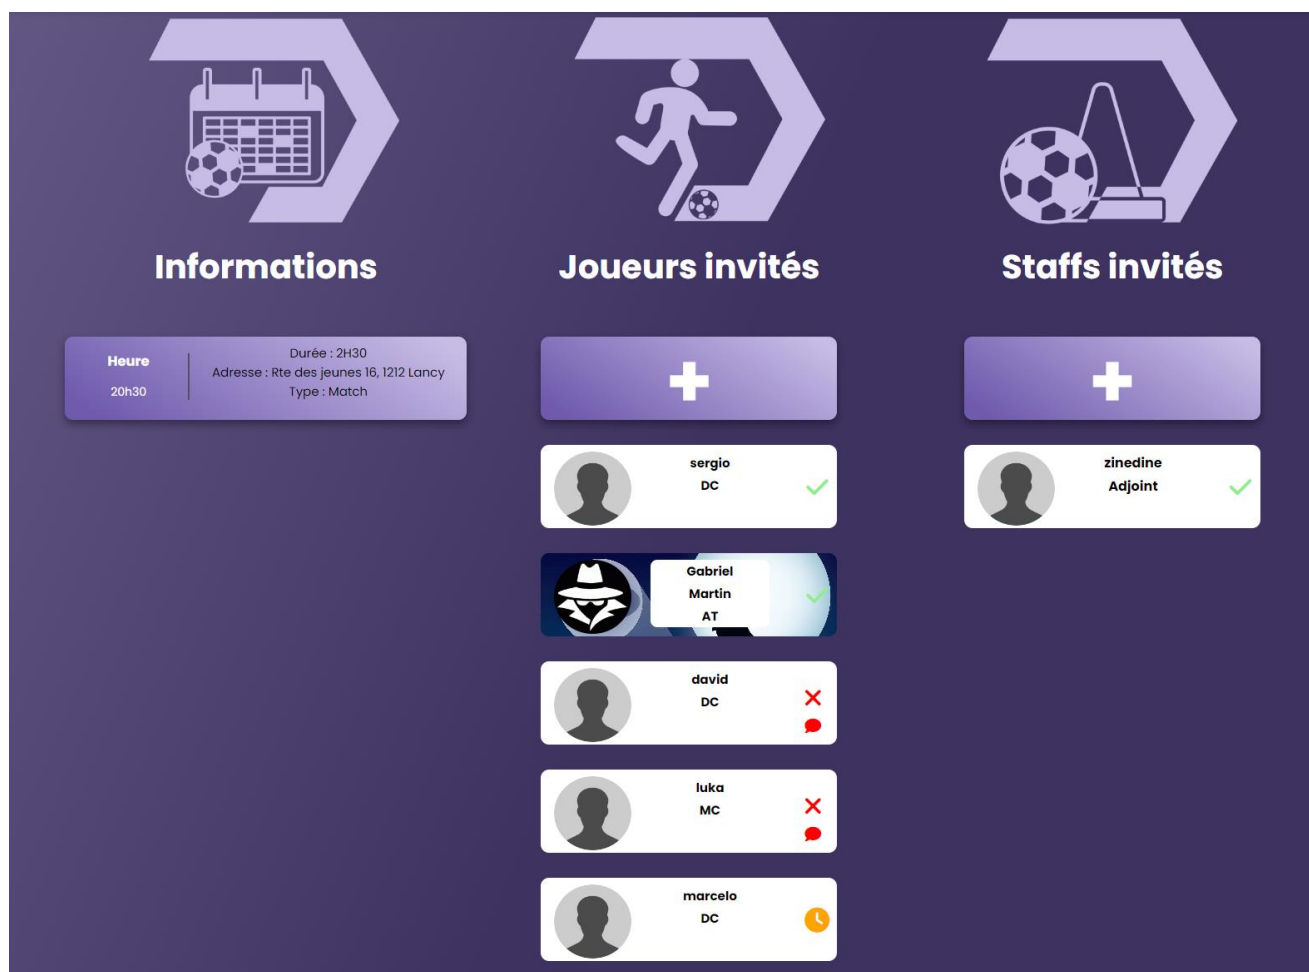 Informations
Heure
20h30
Durée : 2H30
Adresse : Rte des jeunes 16, 1212 Lancy
Type : Match
Joueurs invités
sergio
DC
Gabriel
Martin
AT
david
DC
luka
MC
marcelo
DC
Staffs invités
zinedine
Adjoint